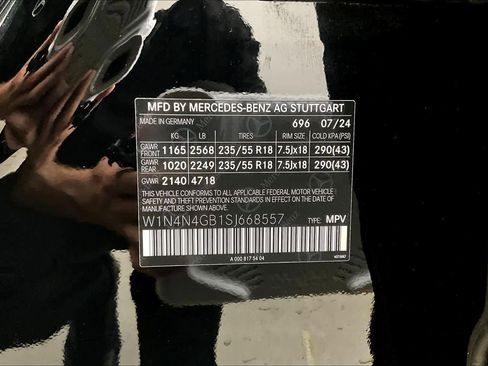 MFD BY MERCEDES-BENZ AG STUTTGART
MADE IN GERMANY 696 07/24
KG LB TIRES RIM SIZE COLD KPA(PSI)
GAWR FRONT 1165 2568 235/55 R18 7.5Jx18 290(43)
GAWR REAR 1020 2249 235/55 R18 7.5Jx18 290(43)
GVWR 2140 4718
THIS VEHICLE CONFORMS TO ALL APPLICABLE FEDERAL MOTOR VEHICLE
SAFETY AND THEFT PREVENTION STANDARDS IN EFFECT ON THE DATE
OF MANUFACTURE SHOWN ABOVE.
W1N4N4GB1SJ668557 TYPE: MPV
A 000 817 54 04